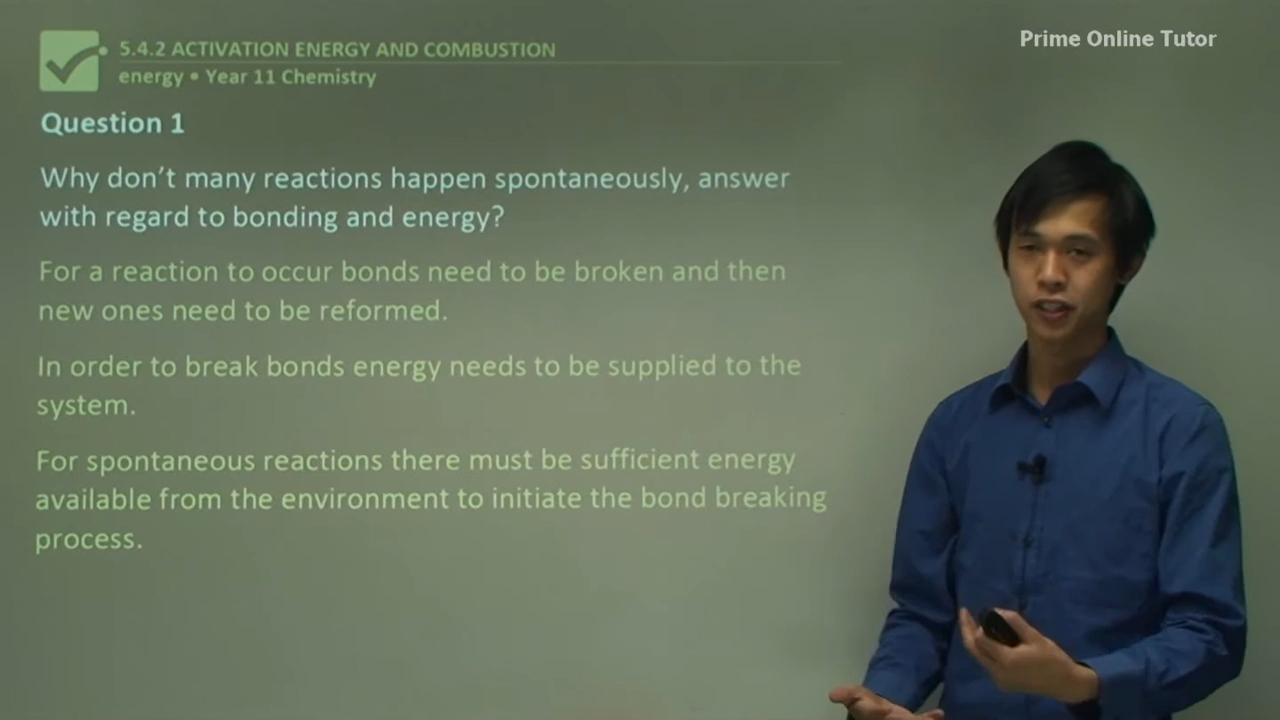 Prime Online Tutor
5.4.2 ACTIVATION ENERGY AND COMBUSTION
energy • Year 11 Chemistry
Question 1
Why don't many reactions happen spontaneously, answer
with regard to bonding and energy?
For a reaction to occur bonds need to be broken and then
new ones need to be reformed.
In order to break bonds energy needs to be supplied to the
system.
For spontaneous reactions there must be sufficient energy
available from the environment to initiate the bond breaking
process.